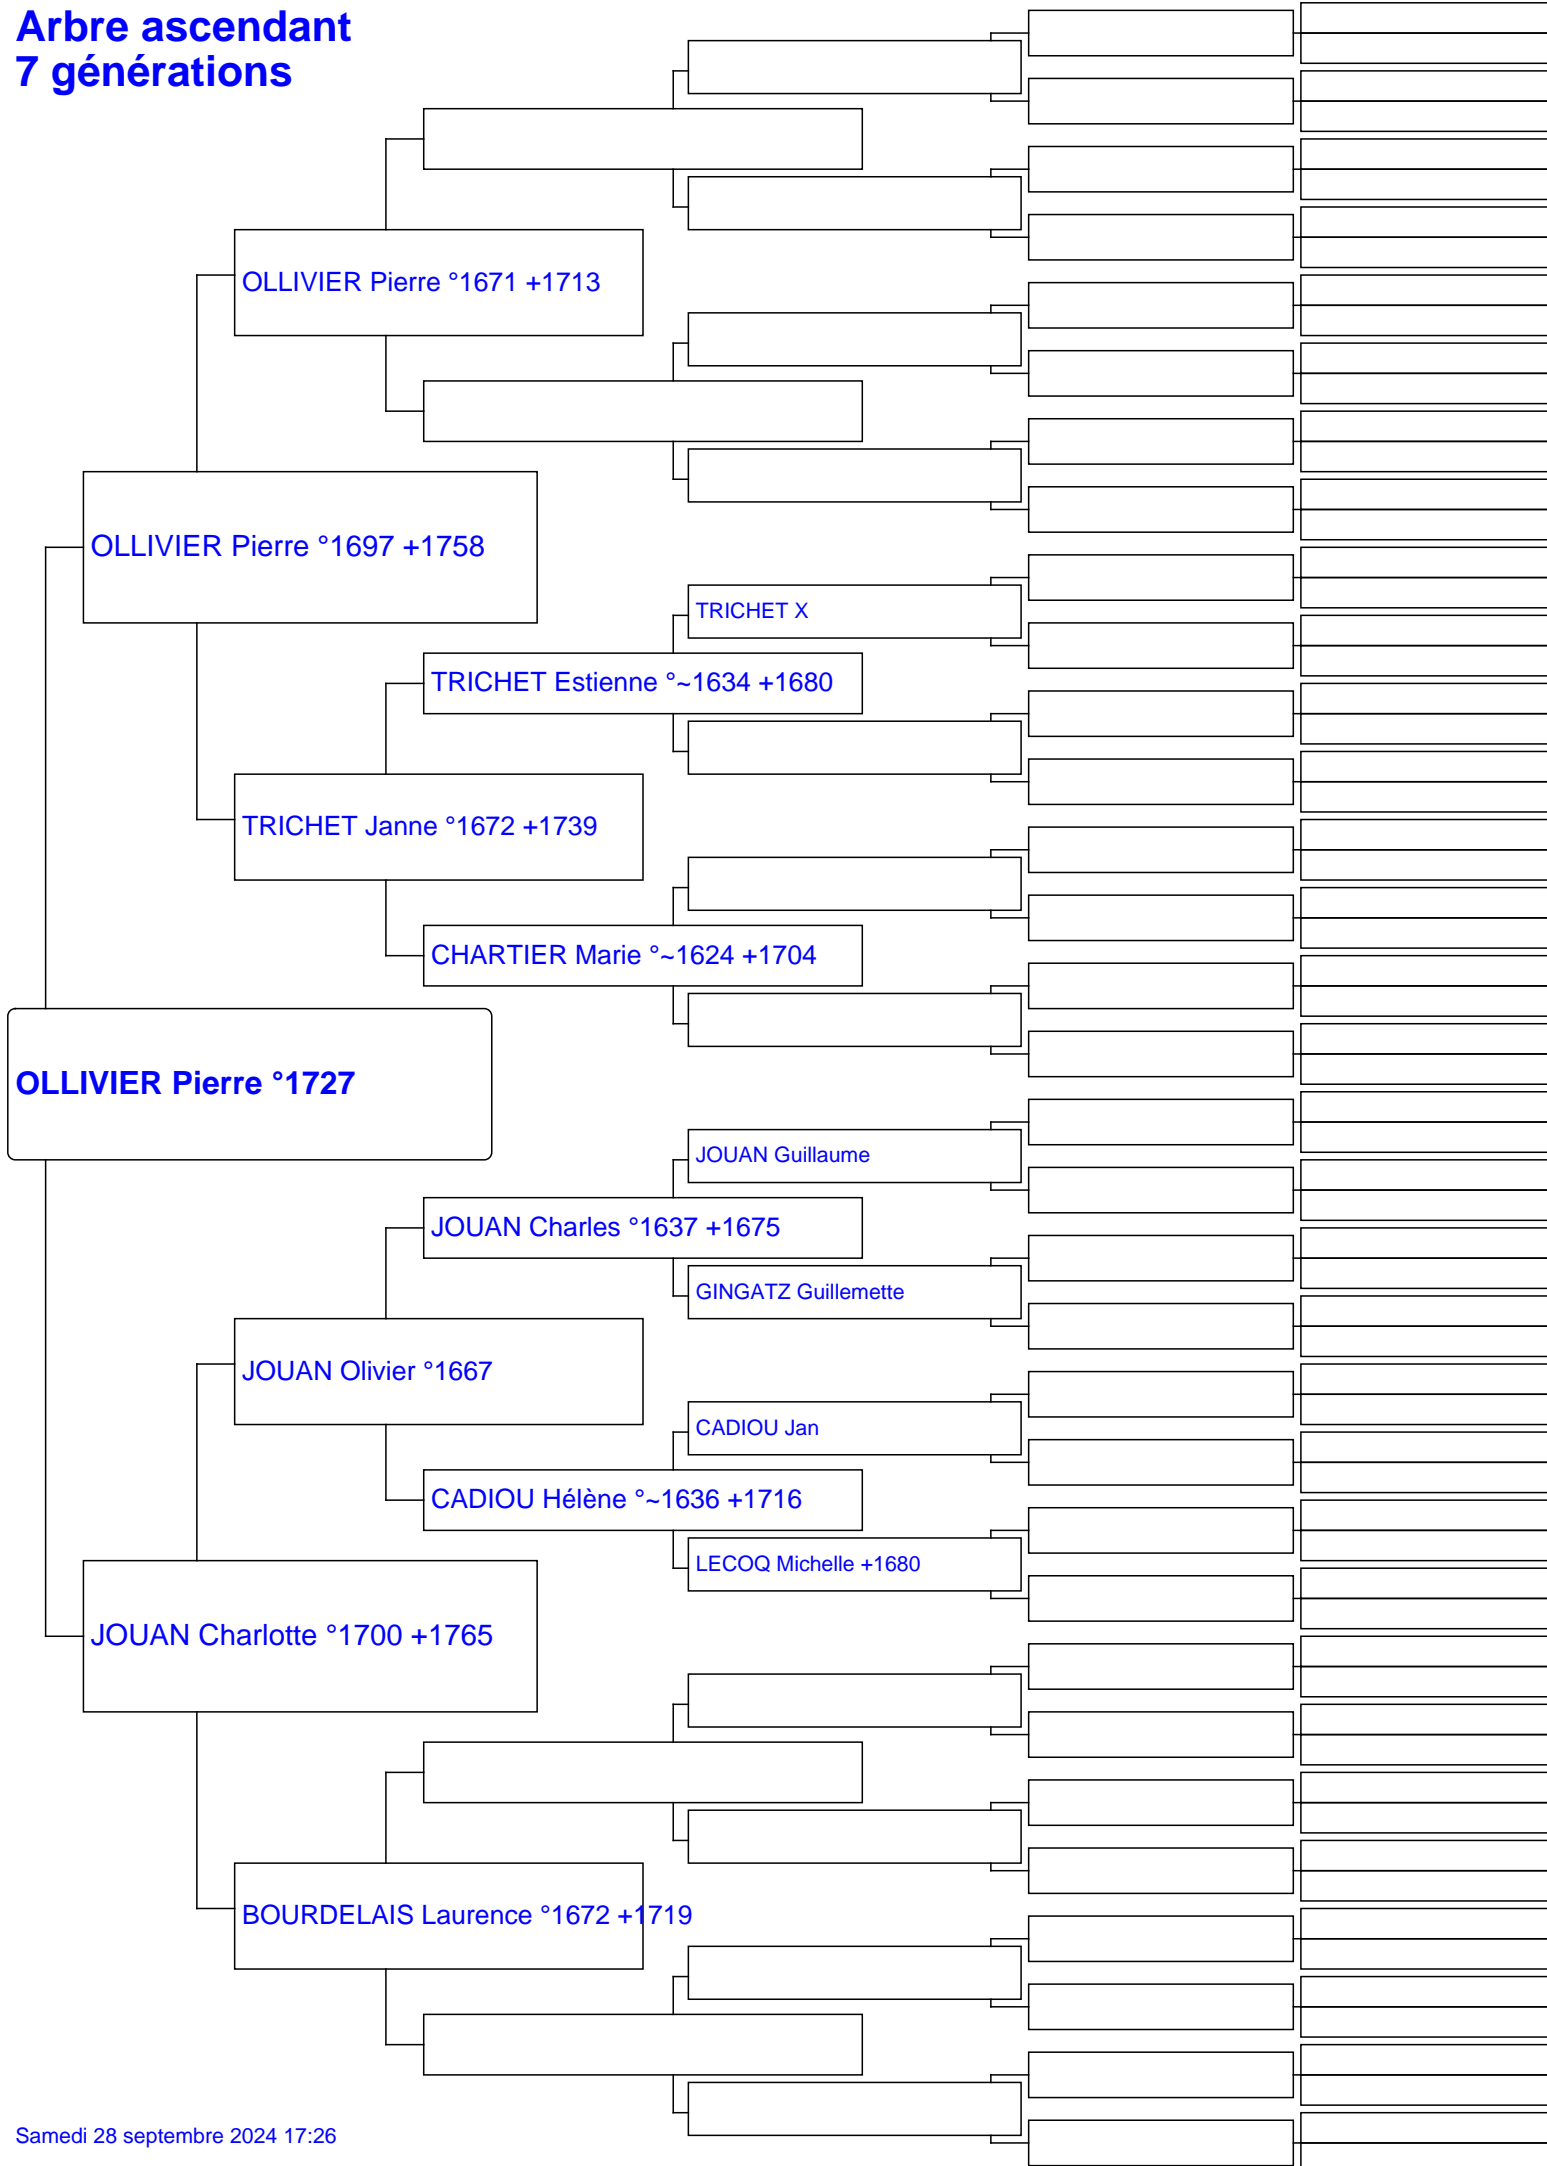 Arbre ascendant
7 générations
OLLIVIER Pierre °1671 +1713
OLLIVIER Pierre °1697 +1758
TRICHET X
TRICHET Estienne °~1634 +1680
TRICHET Janne °1672 +1739
CHARTIER Marie °~1624 +1704
OLLIVIER Pierre °1727
JOUAN Guillaume
JOUAN Charles °1637 +1675
GINGATZ Guillemette
JOUAN Olivier °1667
CADIOU Jan
CADIOU Hélène °~1636 +1716
LECOQ Michelle +1680
JOUAN Charlotte °1700 +1765
BOURDELAIS Laurence °1672 +1719
Samedi 28 septembre 2024 17:26